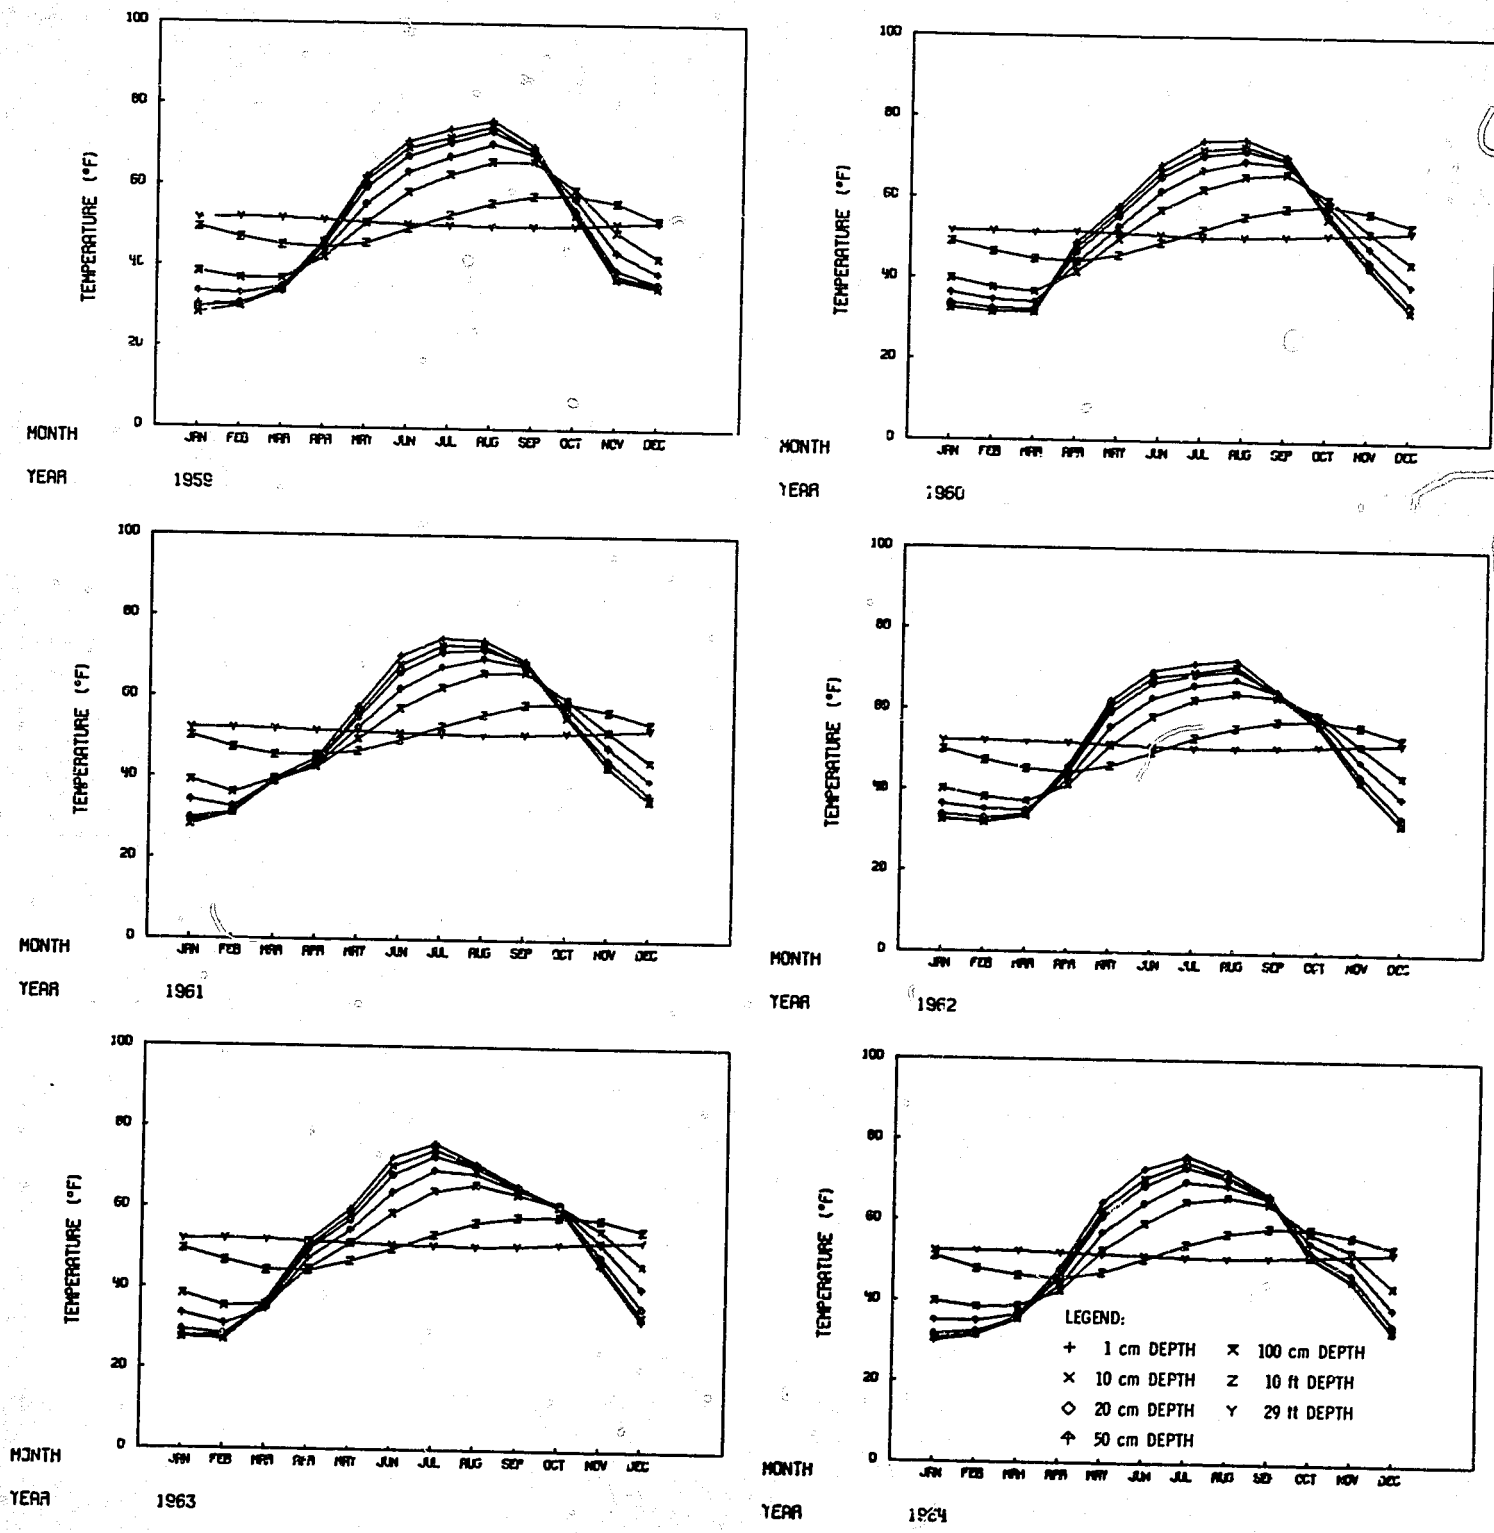 100
80
60
40
20
0
TEMPERATURE (°F)
MONTH JAN FEB MAR APR MAY JUN JUL AUG SEP OCT NOV DEC
YEAR 1959
100
80
60
40
20
0
TEMPERATURE (°F)
MONTH JAN FEB MAR APR MAY JUN JUL AUG SEP OCT NOV DEC
YEAR 1960
100
80
60
40
20
0
TEMPERATURE (°F)
MONTH JAN FEB MAR APR MAY JUN JUL AUG SEP OCT NOV DEC
YEAR 1961
100
80
60
40
20
0
TEMPERATURE (°F)
MONTH JAN FEB MAR APR MAY JUN JUL AUG SEP OCT NOV DEC
YEAR 1962
100
80
60
40
20
0
TEMPERATURE (°F)
MONTH JAN FEB MAR APR MAY JUN JUL AUG SEP OCT NOV DEC
YEAR 1963
100
80
60
40
20
0
TEMPERATURE (°F)
LEGEND:
+ 1 cm DEPTH
× 10 cm DEPTH
◇ 20 cm DEPTH
50 cm DEPTH
100 cm DEPTH
Z 10 ft DEPTH
Y 29 ft DEPTH
MONTH JAN FEB MAR APR MAY JUN JUL AUG SEP OCT NOV DEC
YEAR 1964